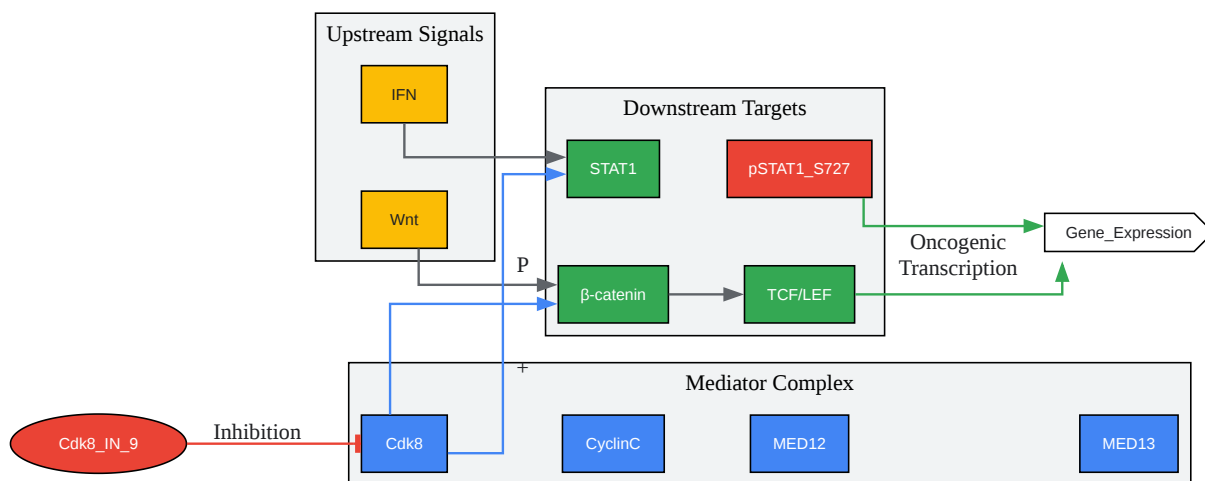 Upstream Signals
IFN
Wnt
Downstream Targets
STAT1
pSTAT1_S727
P
β-catenin
TCF/LEF
Oncogenic
Transcription
Gene_Expression
+
Mediator Complex
Cdk8_IN_9
Inhibition
Cdk8
CyclinC
MED12
MED13